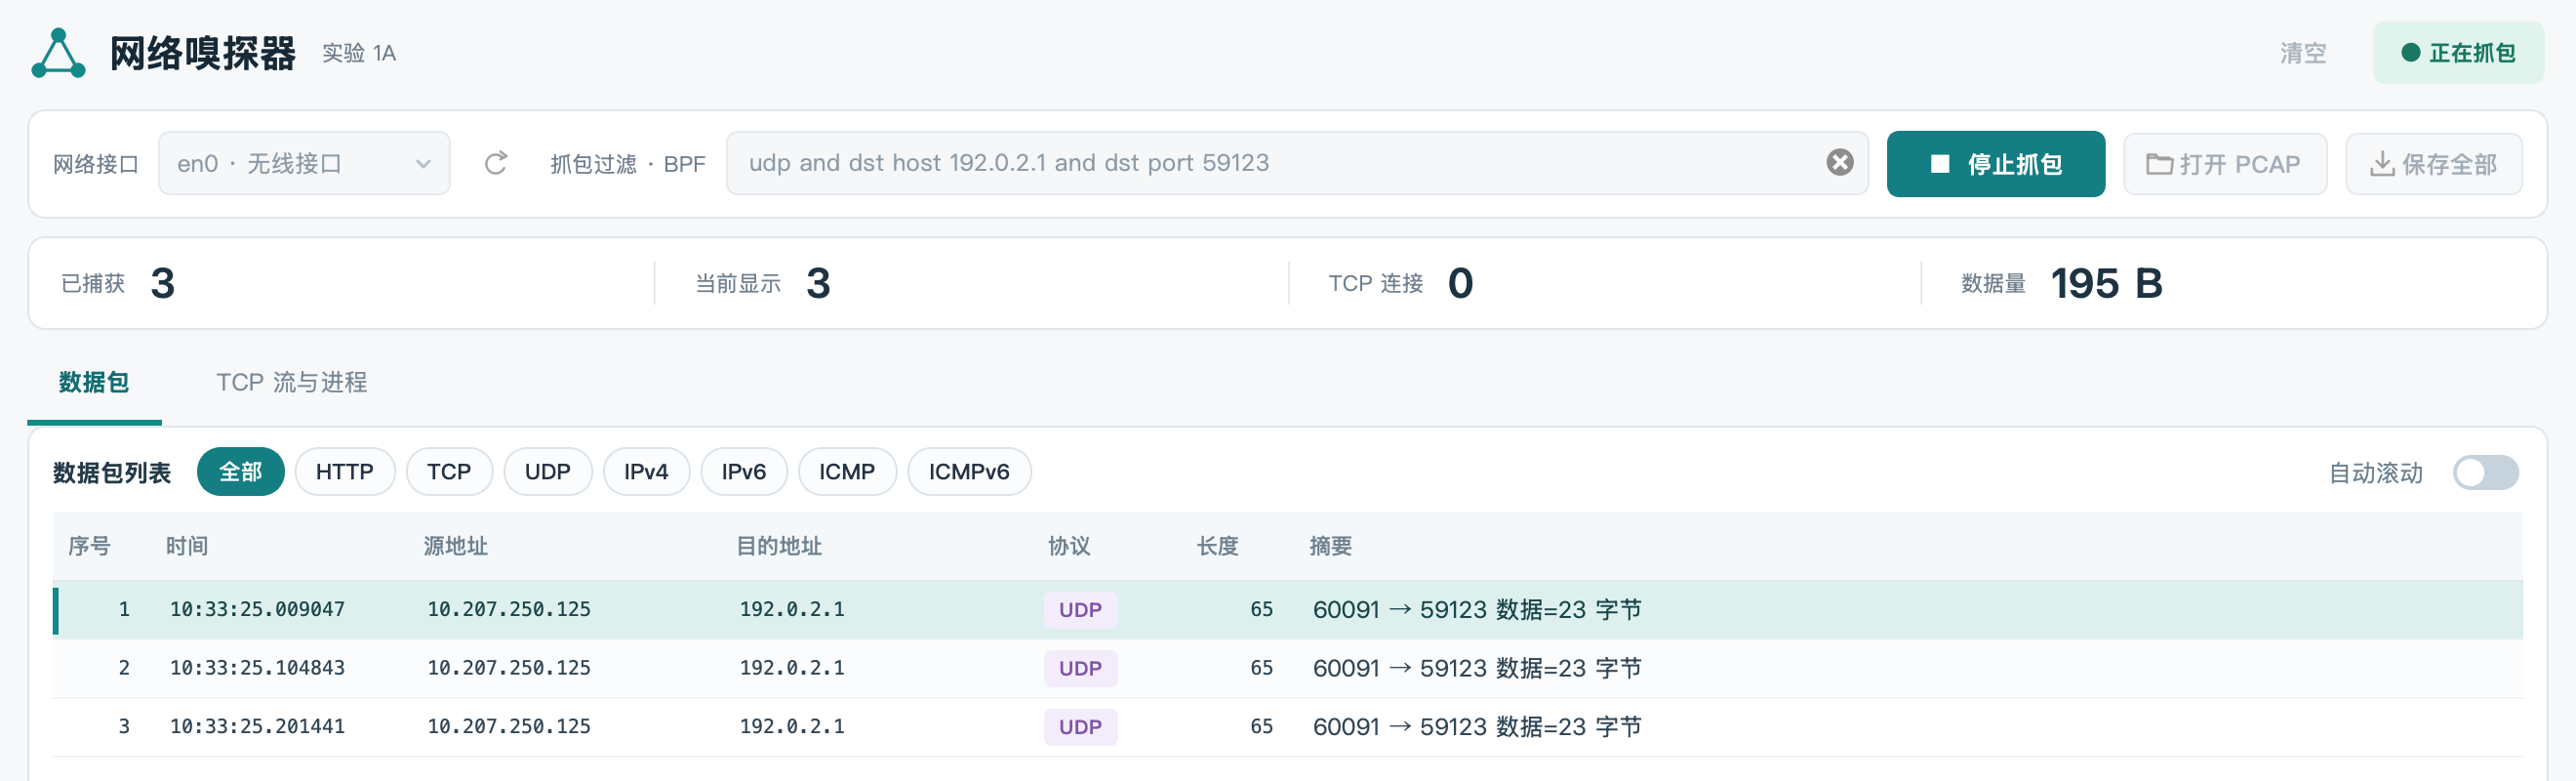 网络嗅探器 实验 1A 清空 正在抓包
网络接口 en0 · 无线接口 抓包过滤 · BPF udp and dst host 192.0.2.1 and dst port 59123 停止抓包 打开 PCAP 保存全部
已捕获 3 当前显示 3 TCP 连接 0 数据量 195 B
数据包 TCP 流与进程
数据包列表 全部 HTTP TCP UDP IPv4 IPv6 ICMP ICMPv6 自动滚动
序号 时间 源地址 目的地址 协议 长度 摘要
1 10:33:25.009047 10.207.250.125 192.0.2.1 UDP 65 60091 → 59123 数据=23 字节
2 10:33:25.104843 10.207.250.125 192.0.2.1 UDP 65 60091 → 59123 数据=23 字节
3 10:33:25.201441 10.207.250.125 192.0.2.1 UDP 65 60091 → 59123 数据=23 字节